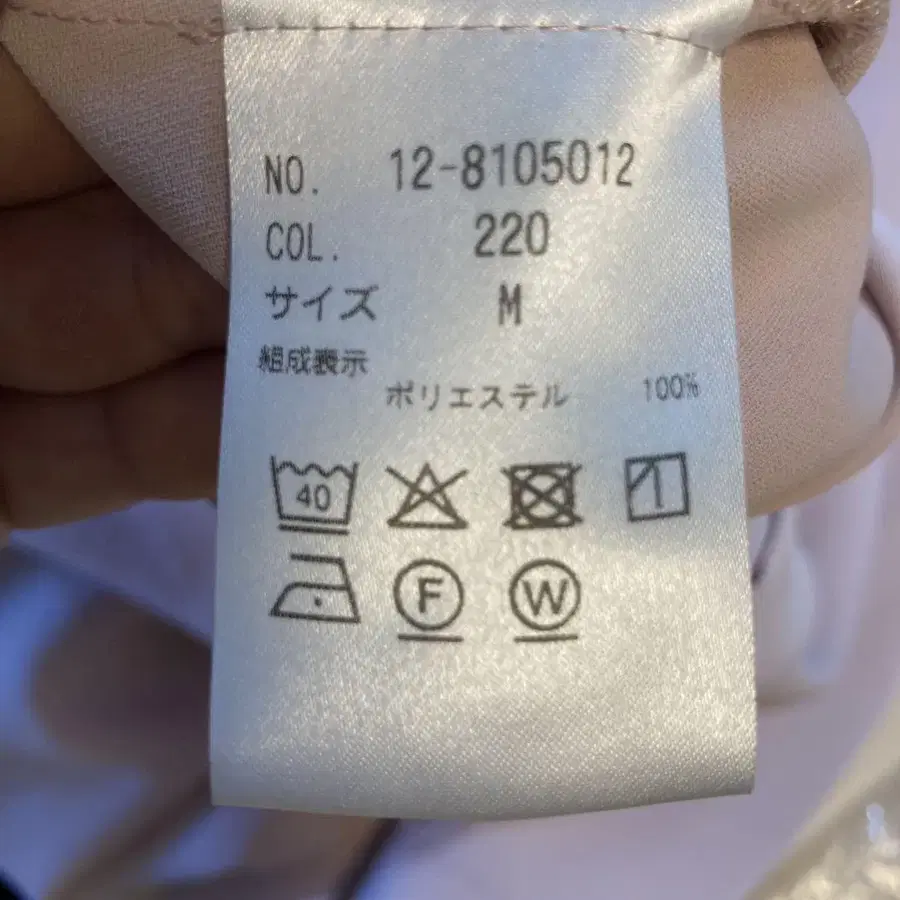 NO. 12-8105012
COL. 220
サイズ M
組成表示
ポリエステル 100%
40
F W